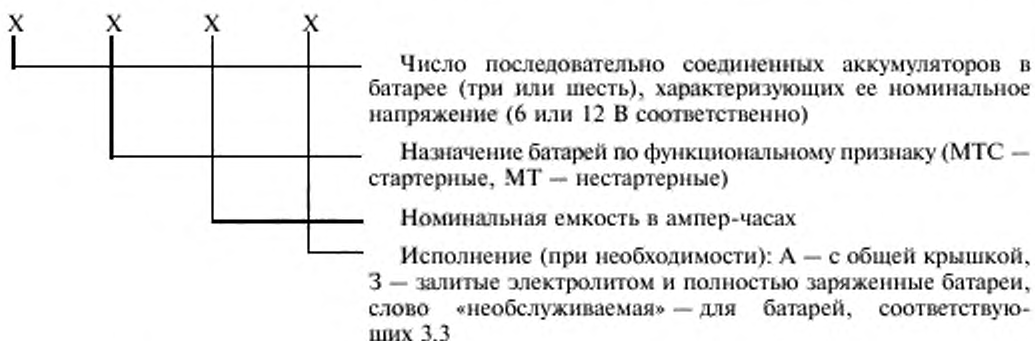 X X X X
Число последовательно соединенных аккумуляторов в
батарее (три или шесть), характеризующих ее номинальное
напряжение (6 или 12 В соответственно)
Назначение батарей по функциональному признаку (МТС —
стартерные, МТ — нестартерные)
Номинальная емкость в ампер-часах
Исполнение (при необходимости): А — с общей крышкой,
З — залитые электролитом и полностью заряженные батареи,
слово «необслуживаемая» — для батарей, соответствую-
щих 3.3